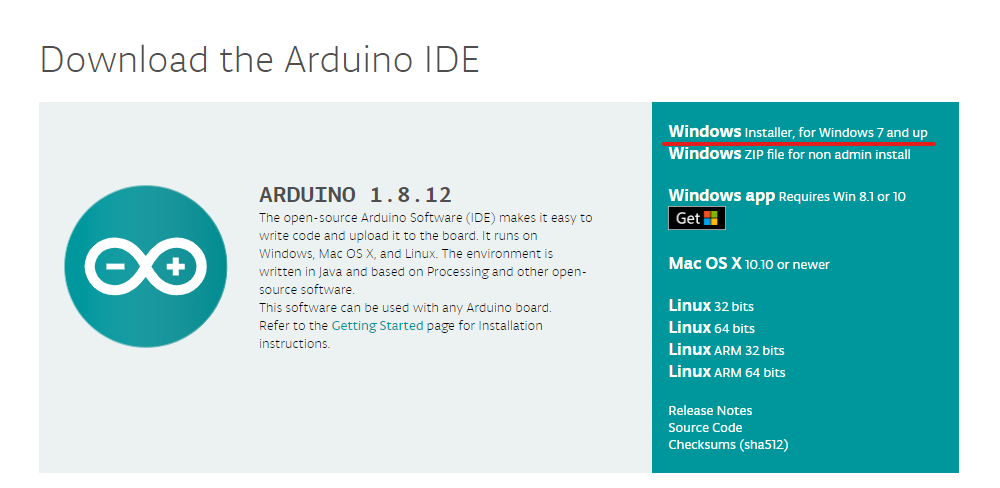 Download the Arduino IDE
ARDUINO 1.8.12
The open-source Arduino Software (IDE) makes it easy to
write code and upload it to the board. It runs on
Windows, Mac OS X, and Linux. The environment is
written in Java and based on Processing and other open-
source software.
This software can be used with any Arduino board.
Refer to the Getting Started page for Installation
instructions.
Windows Installer, for Windows 7 and up
Windows ZIP file for non admin install
Windows app Requires Win 8.1 or 10
Get
Mac OS X 10.10 or newer
Linux 32 bits
Linux 64 bits
Linux ARM 32 bits
Linux ARM 64 bits
Release Notes
Source Code
Checksums (sha512)